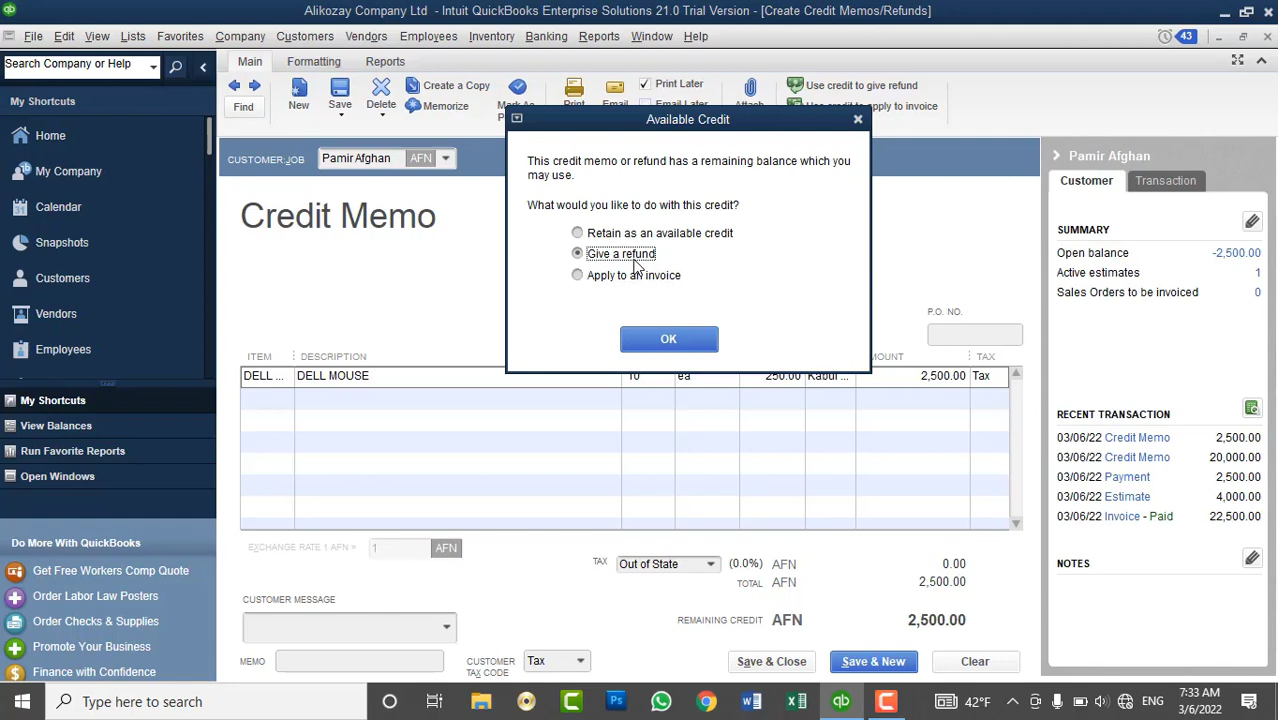 Alikozay Company Ltd - Intuit QuickBooks Enterprise Solutions 21.0 Trial Version - [Create Credit Memos/Refunds]
File Edit View Lists Favorites Company Customers Vendors Employees Inventory Banking Reports Window Help
43
Search Company or Help
Main Formatting Reports
My Shortcuts
Home
My Company
Calendar
Snapshots
Customers
Vendors
Employees
My Shortcuts
View Balances
Run Favorite Reports
Open Windows
Do More With QuickBooks
Get Free Workers Comp Quote
Order Labor Law Posters
Order Checks & Supplies
Promote Your Business
Finance with Confidence
Find
New
Save
Delete
Create a Copy
Memorize
Print
Email
Print Later
Email Later
Attach
Use credit to give refund
Use credit to apply to invoice
CUSTOMER:JOB Pamir Afghan AFN
Credit Memo
Available Credit
This credit memo or refund has a remaining balance which you
may use.
What would you like to do with this credit?
Retain as an available credit
Give a refund
Apply to an invoice
OK
P.O. NO.
ITEM DESCRIPTION TAX
DELL ... DELL MOUSE 10 ea 250.00 Kabul ... 2,500.00 Tax
EXCHANGE RATE 1 AFN = 1 AFN
TAX Out of State (0.0%) AFN 0.00
TOTAL AFN 2,500.00
CUSTOMER MESSAGE
REMAINING CREDIT AFN 2,500.00
MEMO
CUSTOMER
TAX CODE
Tax
Save & Close Save & New Clear
Pamir Afghan
Customer Transaction
SUMMARY
Open balance -2,500.00
Active estimates 1
Sales Orders to be invoiced 0
RECENT TRANSACTION
03/06/22 Credit Memo 2,500.00
03/06/22 Credit Memo 20,000.00
03/06/22 Payment 2,500.00
03/06/22 Estimate 4,000.00
03/06/22 Invoice - Paid 22,500.00
NOTES
Type here to search
42°F
ENG
7:33 AM
3/6/2022